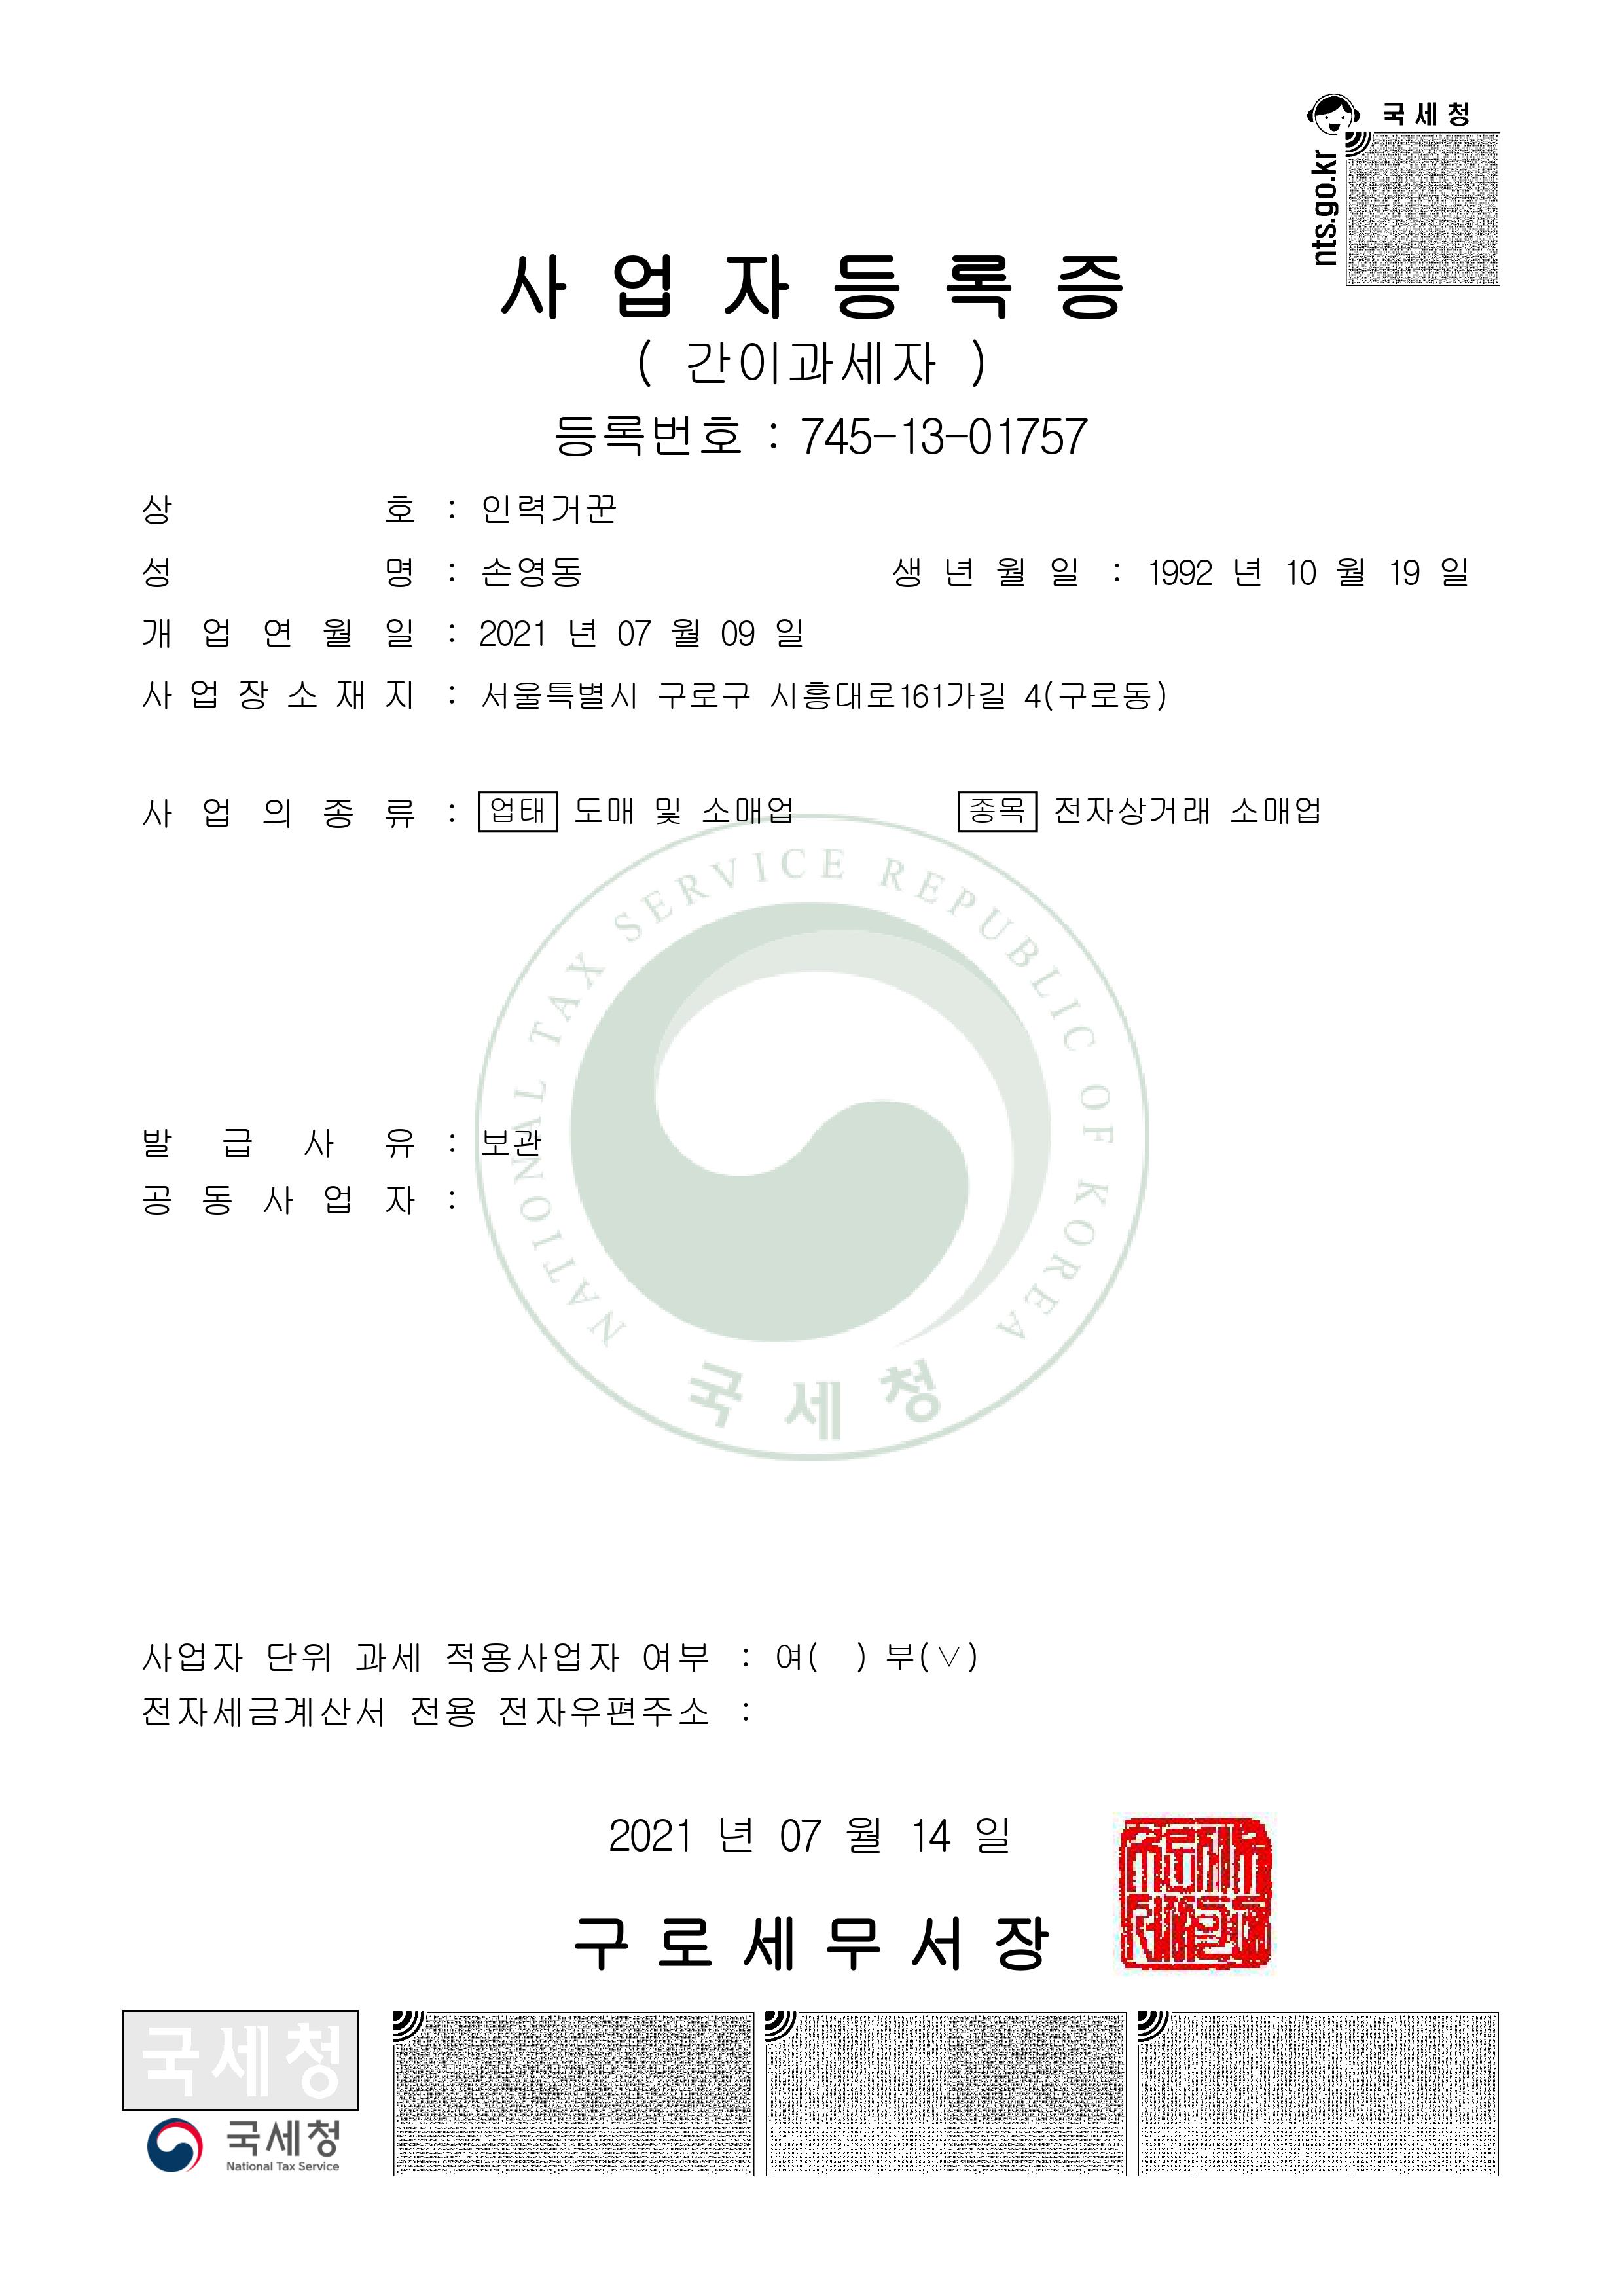 국세청
nts.go.kr
사업자등록증
( 간이과세자 )
등록번호 : 745-13-01757
상호 : 인력거꾼
성명 : 손영동 생년월일 : 1992 년 10 월 19 일
개업연월일 : 2021 년 07 월 09 일
사업장소재지 : 서울특별시 구로구 시흥대로161가길 4(구로동)
사업의종류 : 업태 도매 및 소매업 종목 전자상거래 소매업
NATIONAL TAX SERVICE REPUBLIC OF KOREA
발급사유 : 보관
공동사업자 :
국세청
사업자 단위 과세 적용사업자 여부 : 여( ) 부(∨)
전자세금계산서 전용 전자우편주소 :
2021 년 07 월 14 일
구로세무서장
국세청
국세청
National Tax Service